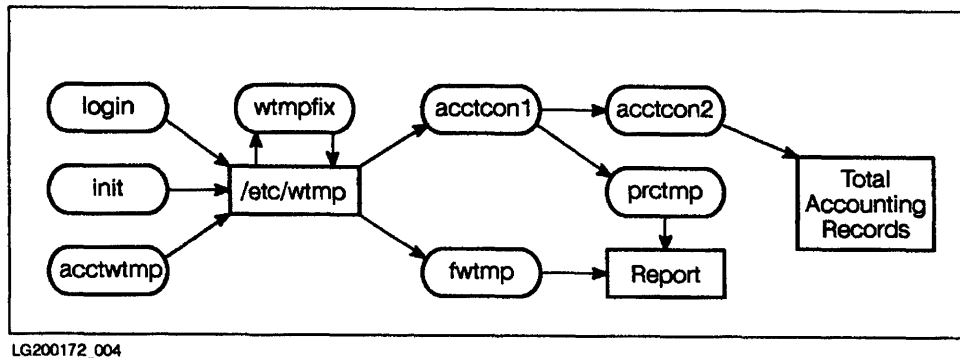 login
wtmpfix
acctcon1
acctcon2
init
/etc/wtmp
prctmp
Total
Accounting
Records
acctwtmp
fwtmp
Report
LG200172_004